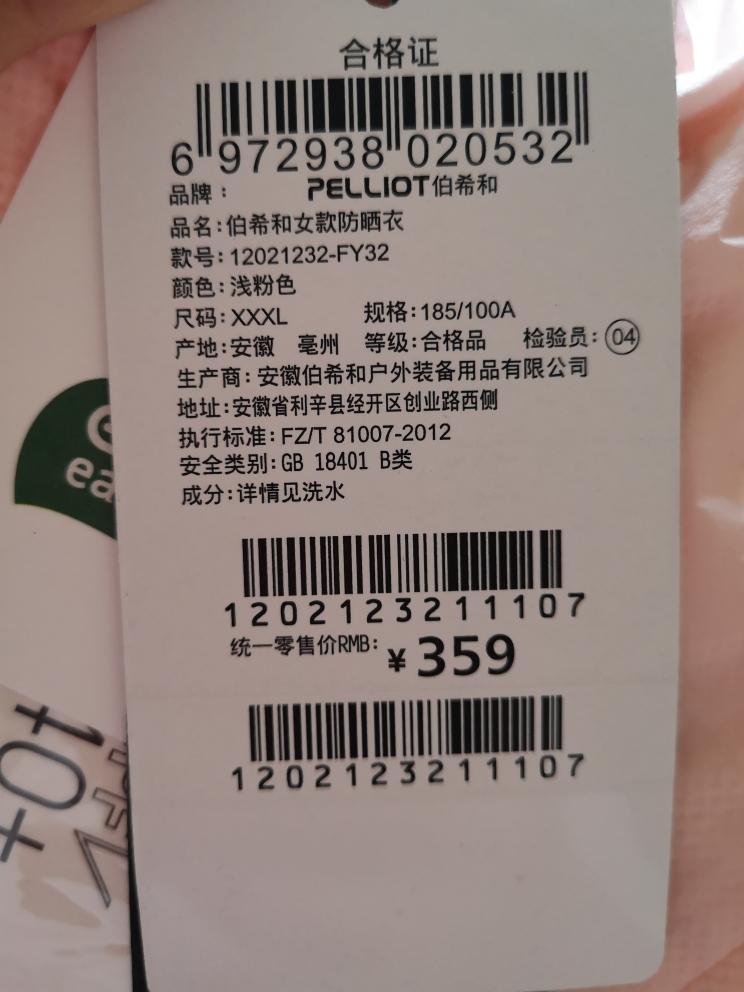 合格证
6 972938 020532
品牌： PELLIOT伯希和
品名：伯希和女款防晒衣
款号：12021232-FY32
颜色：浅粉色
尺码：XXXL 规格：185/100A
产地：安徽 亳州 等级：合格品 检验员：04
生产商：安徽伯希和户外装备用品有限公司
地址：安徽省利辛县经开区创业路西侧
执行标准：FZ/T 81007-2012
安全类别：GB 18401 B类
成分：详情见洗水
1202123211107
统一零售价RMB：¥359
1202123211107